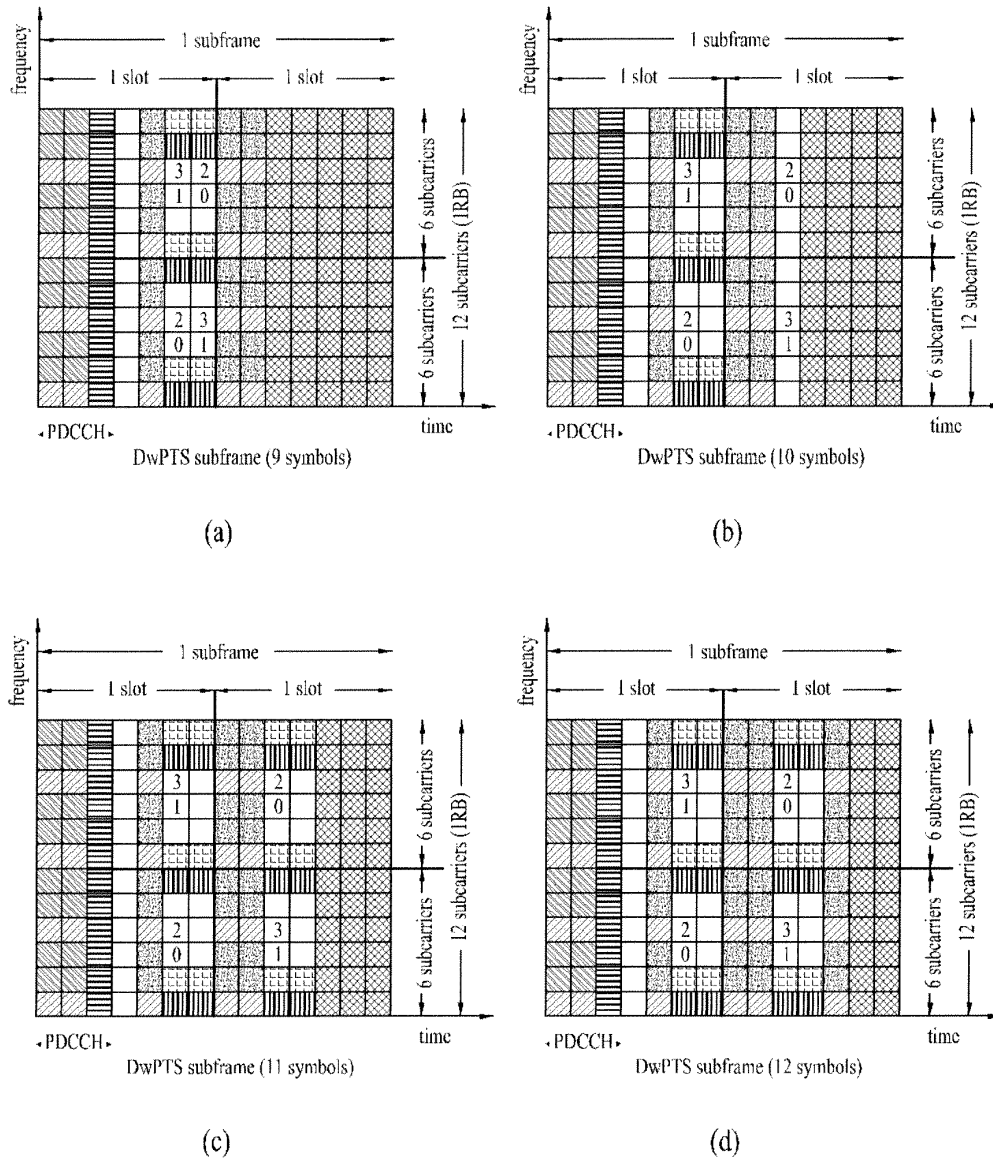 frequency
1 subframe
1 slot
1 slot
3 2
1 0
2 3
0 1
6 subcarriers
6 subcarriers
12 subcarriers (1RB)
PDCCH
time
DwPTS subframe (9 symbols)
(a)
frequency
1 subframe
1 slot
1 slot
3 2
1 0
2 3
0 1
6 subcarriers
6 subcarriers
12 subcarriers (1RB)
PDCCH
time
DwPTS subframe (10 symbols)
(b)
frequency
1 subframe
1 slot
1 slot
3 2
1 0
2 3
0 1
6 subcarriers
6 subcarriers
12 subcarriers (1RB)
PDCCH
time
DwPTS subframe (11 symbols)
(c)
frequency
1 subframe
1 slot
1 slot
3 2
1 0
2 3
0 1
6 subcarriers
6 subcarriers
12 subcarriers (1RB)
PDCCH
time
DwPTS subframe (12 symbols)
(d)